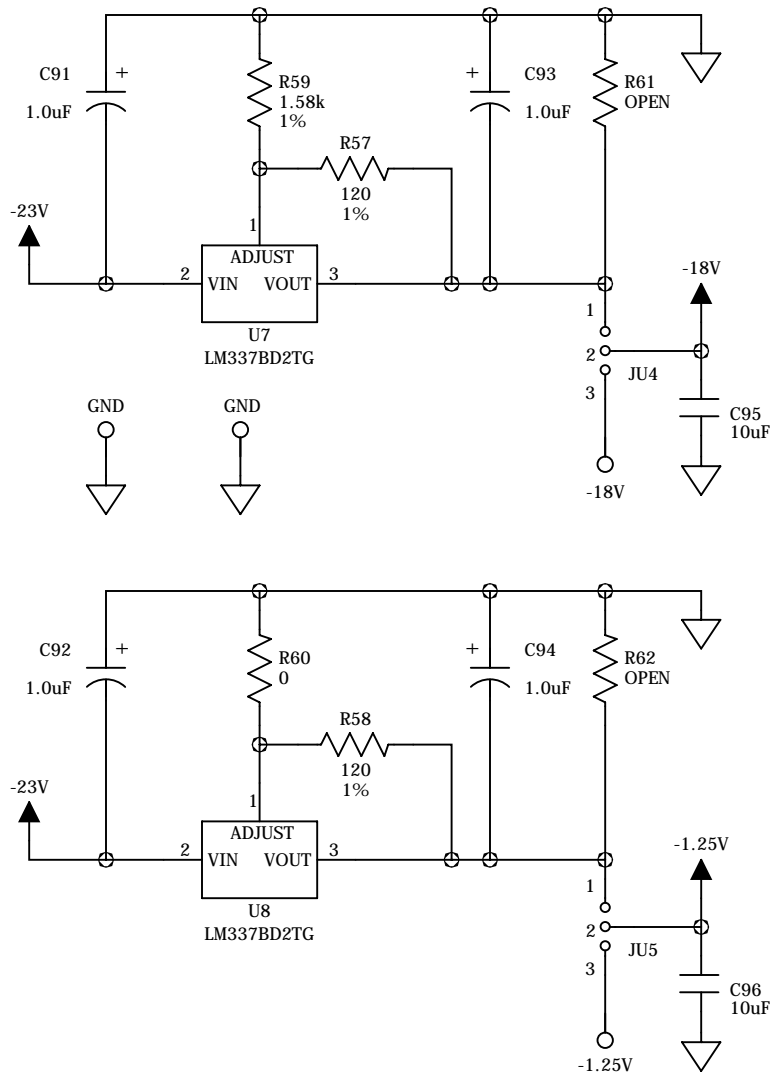 C91
+
1.0uF
R59
1.58k
1%
+
C93
1.0uF
R61
OPEN
R57
120
1%
-23V
1
ADJUST
2
VIN
VOUT
3
U7
LM337BD2TG
-18V
1
2
3
JU4
C95
10uF
-18V
GND
GND
C92
+
1.0uF
R60
0
+
C94
1.0uF
R62
OPEN
R58
120
1%
-23V
1
ADJUST
2
VIN
VOUT
3
U8
LM337BD2TG
-1.25V
1
2
3
JU5
C96
10uF
-1.25V